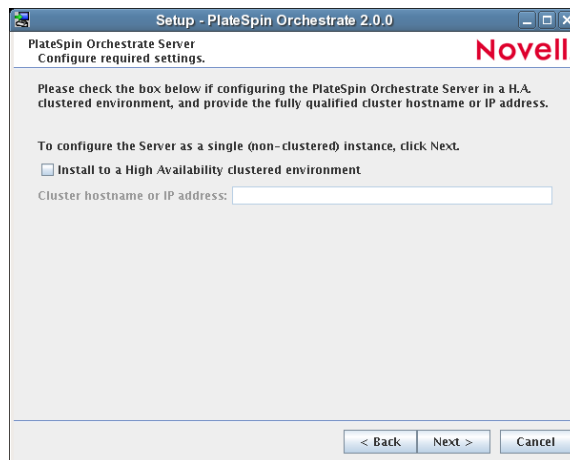 Setup - PlateSpin Orchestrate 2.0.0
PlateSpin Orchestrate Server
Configure required settings.
Novell
Please check the box below if configuring the PlateSpin Orchestrate Server in a H.A.
clustered environment, and provide the fully qualified cluster hostname or IP address.
To configure the Server as a single (non-clustered) instance, click Next.
Install to a High Availability clustered environment
Cluster hostname or IP address:
< Back Next > Cancel